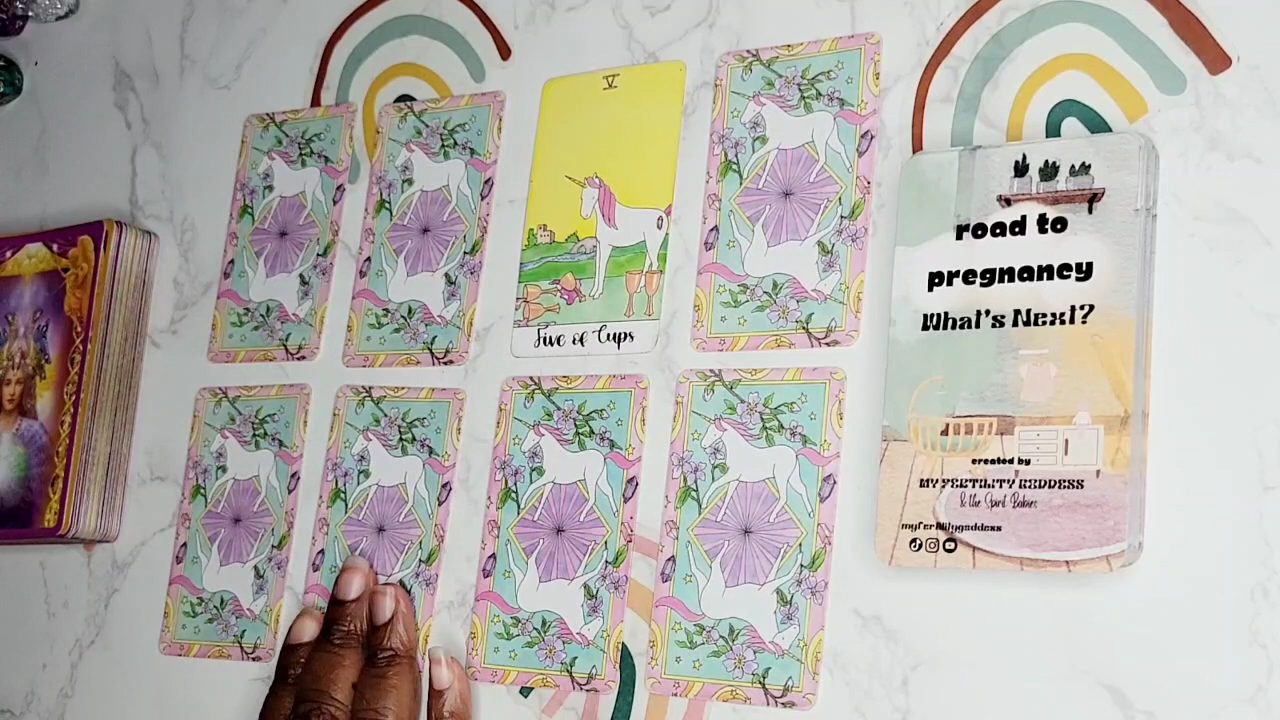 V
Five of Cups
road to
pregnancy
What's Next?
created by
MY FERTILITY GODDESS
& the Spirit Babies
myfertilitygoddess